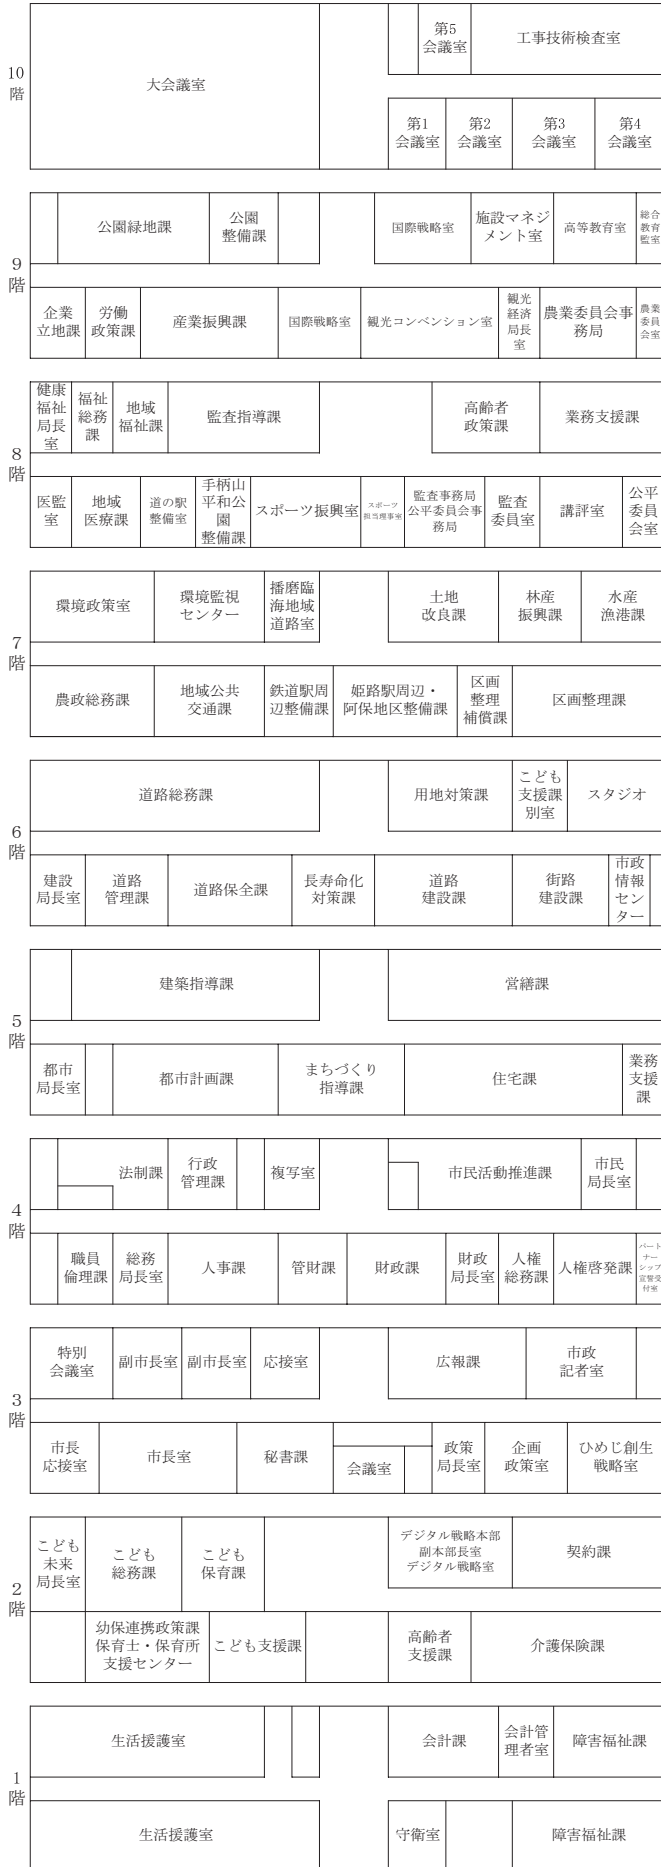 10
階
大会議室
第5
会議室
工事技術検査室
第1
会議室
第2
会議室
第3
会議室
第4
会議室
9
階
公園緑地課
公園
整備課
国際戦略室
施設マネジ
メント室
高等教育室
総合
教育
監室
企業
立地課
労働
政策課
産業振興課
国際戦略室
観光コンベンション室
観光
経済
局長
室
農業委員会事
務局
農業
委員
会室
8
階
健康
福祉
局長
室
福祉
総務
課
地域
福祉課
監査指導課
高齢者
政策課
業務支援課
医監
室
地域
医療課
道の駅
整備室
手柄山
平和公
園
整備課
スポーツ振興室
スポーツ
担当理事室
監査事務局
公平委員会事
務局
監査
委員室
講評室
公平
委員
会室
7
階
環境政策室
環境監視
センター
播磨臨
海地域
道路室
土地
改良課
林産
振興課
水産
漁港課
農政総務課
地域公共
交通課
鉄道駅周
辺整備課
姫路駅周辺・
阿保地区整備課
区画
整理
補償課
区画整理課
6
階
道路総務課
用地対策課
こども
支援課
別室
スタジオ
建設
局長室
道路
管理課
道路保全課
長寿命化
対策課
道路
建設課
街路
建設課
市政
情報
セン
ター
5
階
建築指導課
営繕課
都市
局長室
都市計画課
まちづくり
指導課
住宅課
業務
支援
課
4
階
法制課
行政
管理課
複写室
市民活動推進課
市民
局長室
職員
倫理課
総務
局長室
人事課
管財課
財政課
財政
局長室
人権
総務課
人権啓発課
パート
ナー
シップ
宣誓受
付室
3
階
特別
会議室
副市長室
副市長室
応接室
広報課
市政
記者室
市長
応接室
市長室
秘書課
会議室
政策
局長室
企画
政策室
ひめじ創生
戦略室
2
階
こども
未来
局長室
こども
総務課
こども
保育課
デジタル戦略本部
副本部長室
デジタル戦略室
契約課
幼保連携政策課
保育士・保育所
支援センター
こども支援課
高齢者
支援課
介護保険課
1
階
生活援護室
会計課
会計管
理者室
障害福祉課
生活援護室
守衛室
障害福祉課